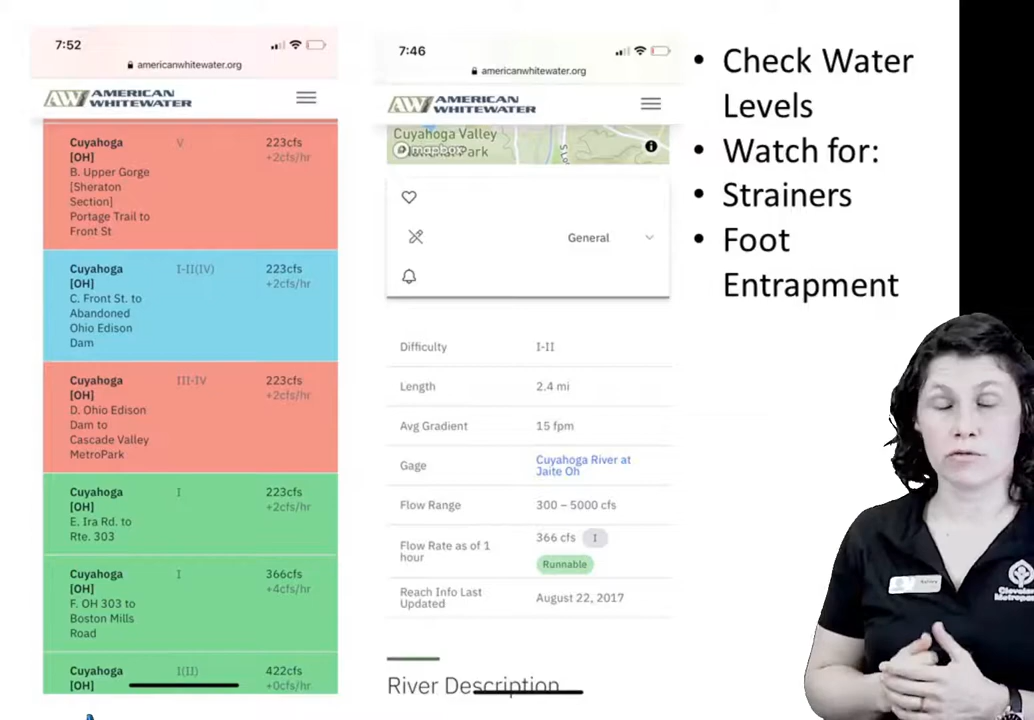 7:52
americanwhitewater.org
AW AMERICAN
WHITEWATER
Cuyahoga V 223cfs
[OH] +2cfs/hr
B. Upper Gorge
[Sheraton
Section]
Portage Trail to
Front St
Cuyahoga I-II(IV) 223cfs
[OH] +2cfs/hr
C. Front St. to
Abandoned
Ohio Edison
Dam
Cuyahoga III-IV 223cfs
[OH] +2cfs/hr
D. Ohio Edison
Dam to
Cascade Valley
MetroPark
Cuyahoga I 223cfs
[OH] +2cfs/hr
E. Ira Rd. to
Rte. 303
Cuyahoga I 366cfs
[OH] +4cfs/hr
F. OH 303 to
Boston Mills
Road
Cuyahoga I(II) 422cfs
[OH] +0cfs/hr
7:46
americanwhitewater.org
AW AMERICAN
WHITEWATER
Cuyahoga Valley
Park
mapbox
General
Difficulty I-II
Length 2.4 mi
Avg Gradient 15 fpm
Gage Cuyahoga River at
Jaite Oh
Flow Range 300 – 5000 cfs
Flow Rate as of 1 366 cfs I
hour Runnable
Reach Info Last August 22, 2017
Updated
River Description
• Check Water
Levels
• Watch for:
• Strainers
• Foot
Entrapment